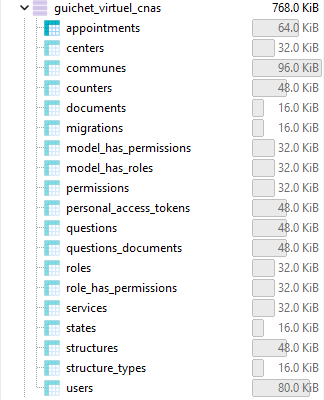 guichet_virtuel_cnas 768.0 KiB
appointments 64.0 KiB
centers 32.0 KiB
communes 96.0 KiB
counters 48.0 KiB
documents 16.0 KiB
migrations 16.0 KiB
model_has_permissions 32.0 KiB
model_has_roles 32.0 KiB
permissions 32.0 KiB
personal_access_tokens 48.0 KiB
questions 48.0 KiB
questions_documents 48.0 KiB
roles 32.0 KiB
role_has_permissions 32.0 KiB
services 32.0 KiB
states 16.0 KiB
structures 48.0 KiB
structure_types 16.0 KiB
users 80.0 KiB